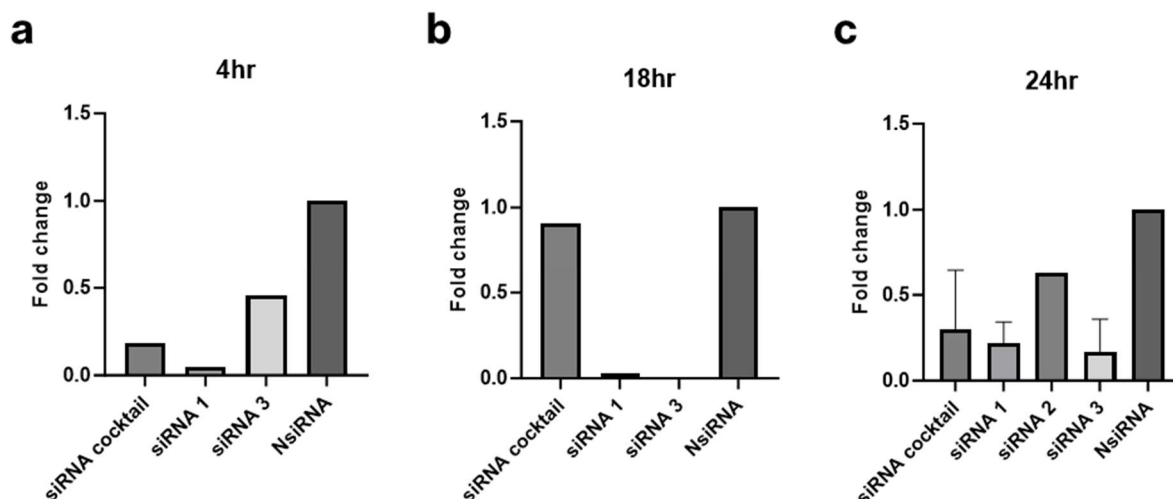 a
4hr
Fold change
1.5
1.0
0.5
0.0
siRNA cocktail
siRNA 1
siRNA 3
NsiRNA
b
18hr
Fold change
1.5
1.0
0.5
0.0
siRNA cocktail
siRNA 1
siRNA 3
NsiRNA
c
24hr
Fold change
1.5
1.0
0.5
0.0
siRNA cocktail
siRNA 1
siRNA 2
siRNA 3
NsiRNA